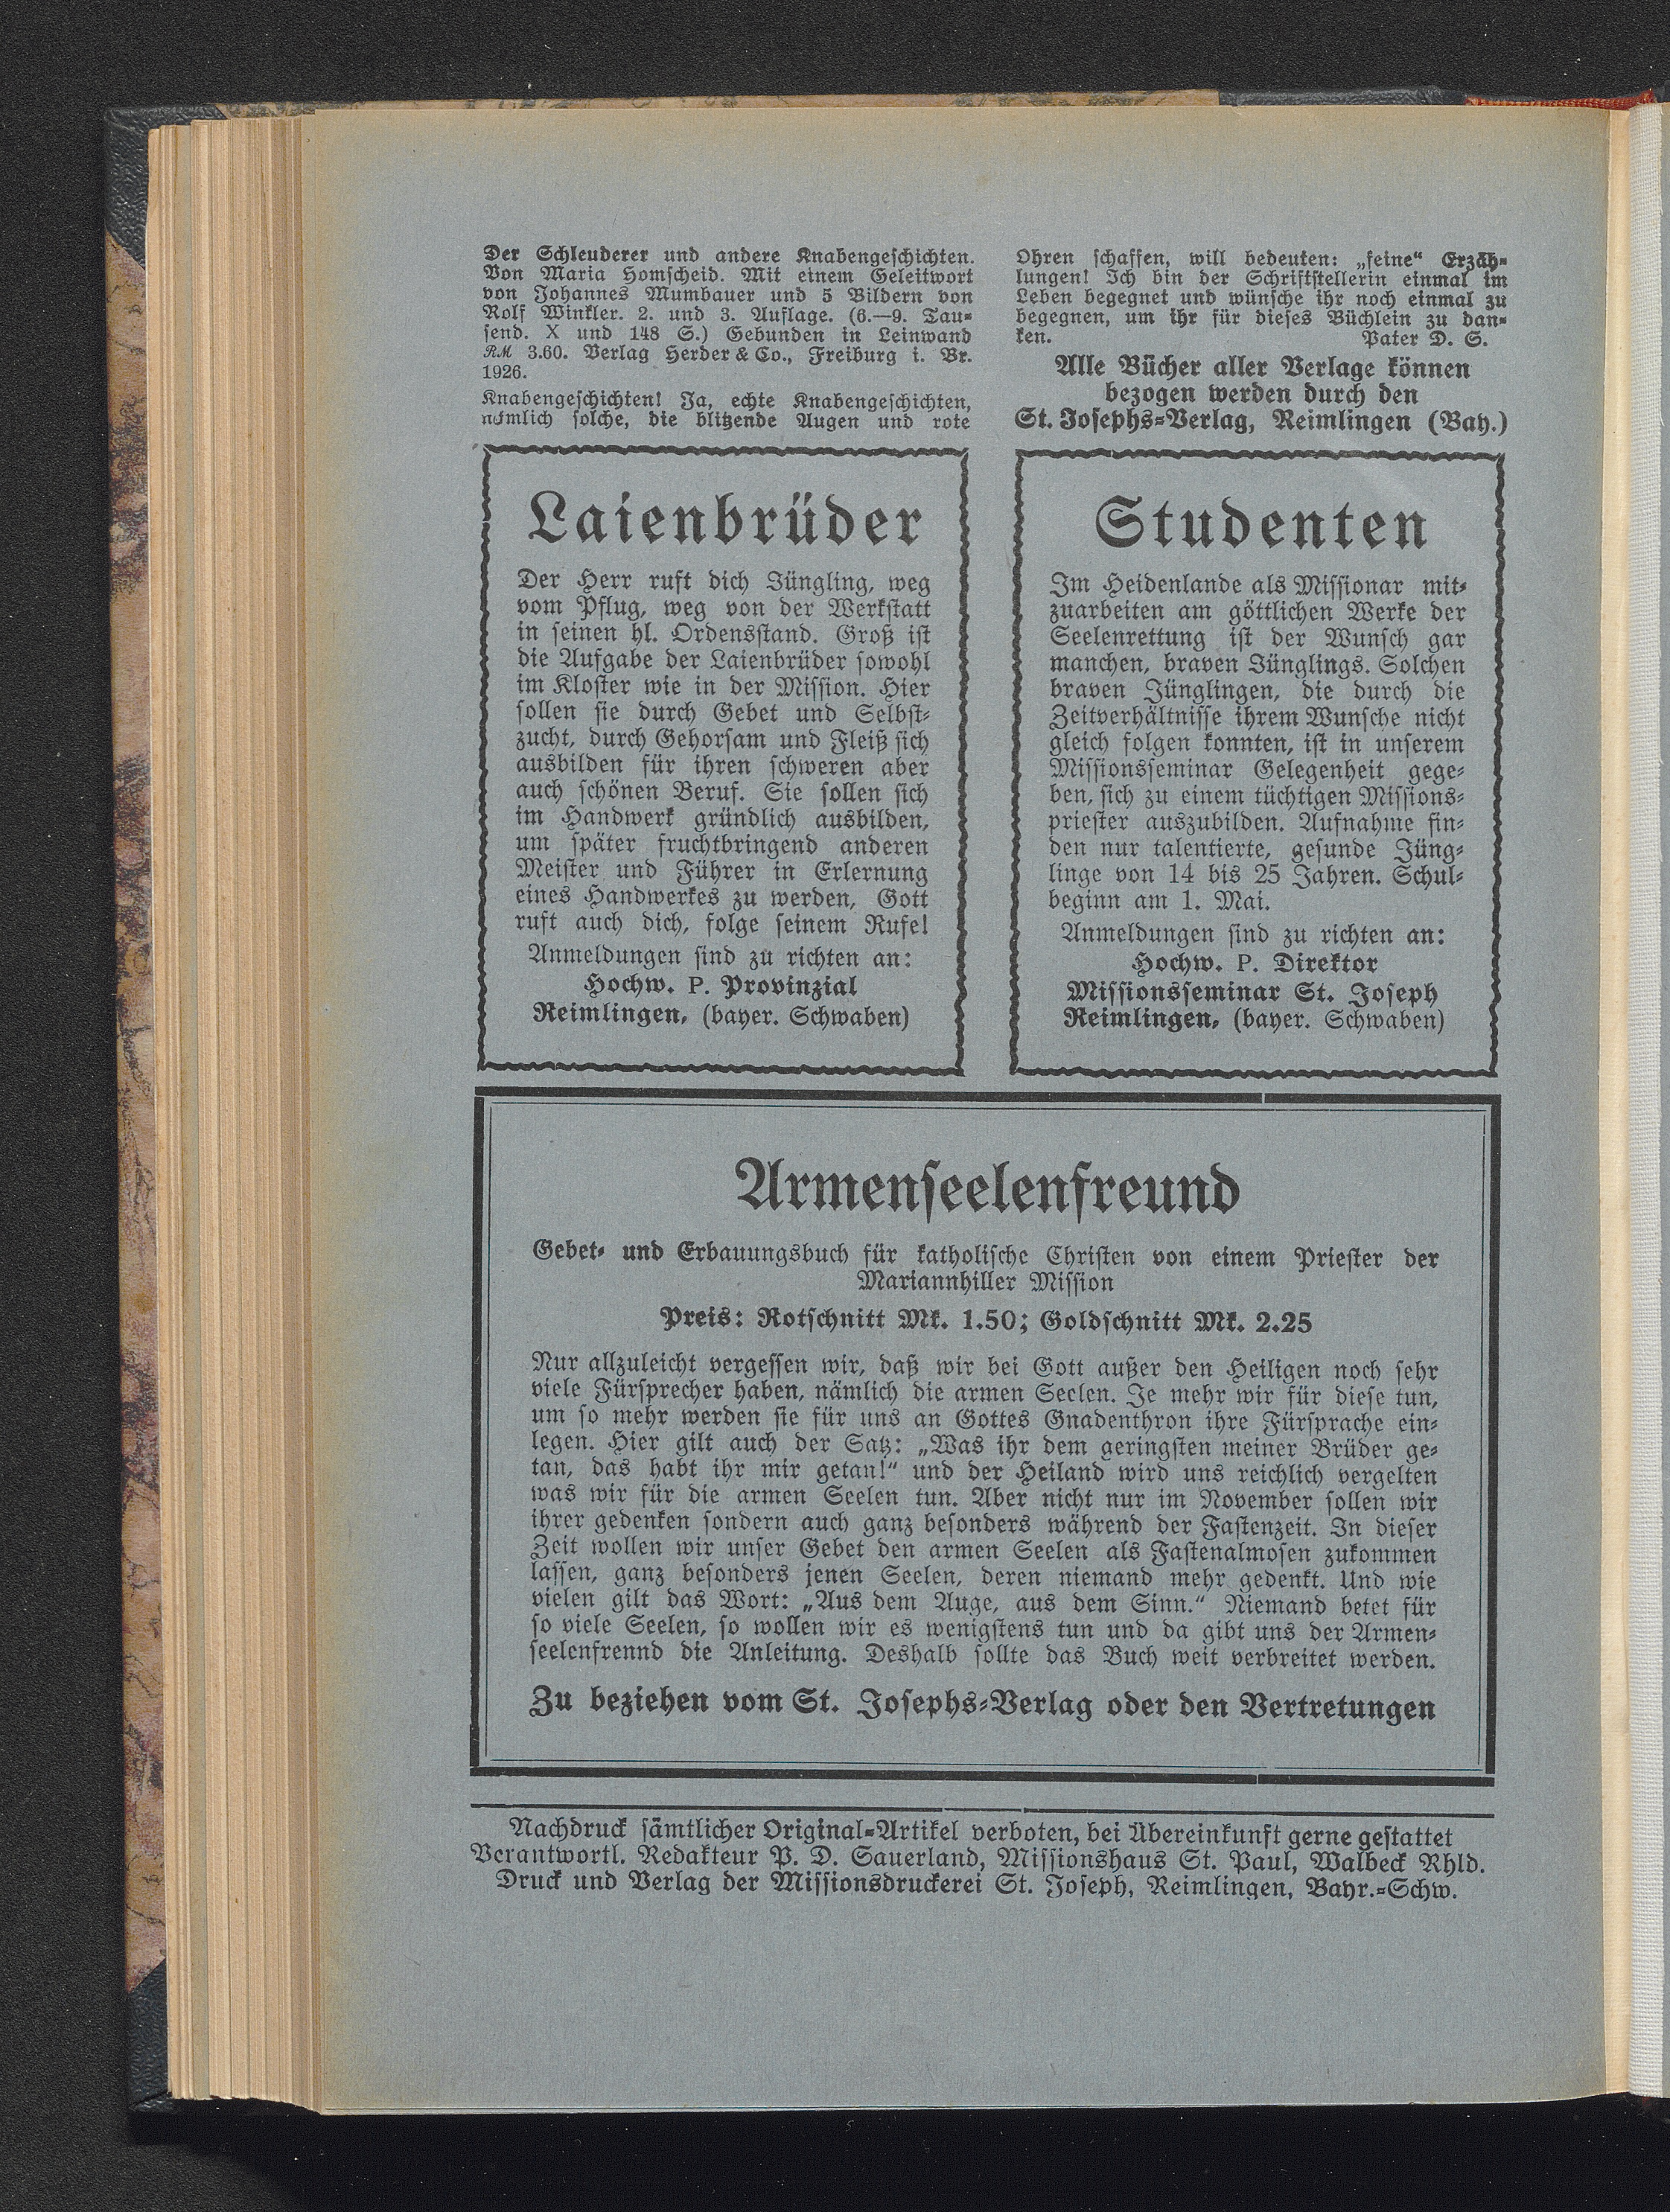 Der Schleuderer und andere Knabengeschichten.
Von Maria Homscheid. Mit einem Geleitwort
von Johannes Mumbauer und 5 Bildern von
Rolf Winkler. 2. und 3. Auflage. (6.—9. Tau-
send. X und 148 S.) Gebunden in Leinwand
RM 3.60. Verlag Herder & Co., Freiburg i. Br.
1926.
Knabengeschichten! Ja, echte Knabengeschichten,
nämlich solche, die blitzende Augen und rote
Ohren schaffen, will bedeuten: „feine“ Erzäh-
lungen! Ich bin der Schriftstellerin einmal im
Leben begegnet und wünsche ihr noch einmal zu
begegnen, um ihr für dieses Büchlein zu dan-
ken. Pater D. S.
Alle Bücher aller Verlage können
bezogen werden durch den
St. Josephs-Verlag, Reimlingen (Bay.)
Laienbrüder
Der Herr ruft dich Jüngling, weg
vom Pflug, weg von der Werkstatt
in seinen hl. Ordensstand. Groß ist
die Aufgabe der Laienbrüder sowohl
im Kloster wie in der Mission. Hier
sollen sie durch Gebet und Selbst-
zucht, durch Gehorsam und Fleiß sich
ausbilden für ihren schweren aber
auch schönen Beruf. Sie sollen sich
im Handwerk gründlich ausbilden,
um später fruchtbringend anderen
Meister und Führer in Erlernung
eines Handwerkes zu werden, Gott
ruft auch dich, folge seinem Rufe!
Anmeldungen sind zu richten an:
Hochw. P. Provinzial
Reimlingen, (bayer. Schwaben)
Studenten
Im Heidenlande als Missionar mit-
zuarbeiten am göttlichen Werke der
Seelenrettung ist der Wunsch gar
manchen, braven Jünglings. Solchen
braven Jünglingen, die durch die
Zeitverhältnisse ihrem Wunsche nicht
gleich folgen konnten, ist in unserem
Missionsseminar Gelegenheit gege-
ben, sich zu einem tüchtigen Missions-
priester auszubilden. Aufnahme fin-
den nur talentierte, gesunde Jüng-
linge von 14 bis 25 Jahren. Schul-
beginn am 1. Mai.
Anmeldungen sind zu richten an:
Hochw. P. Direktor
Missionsseminar St. Joseph
Reimlingen, (bayer. Schwaben)
Armenseelenfreund
Gebet- und Erbauungsbuch für katholische Christen von einem Priester der
Mariannhiller Mission
Preis: Rotschnitt Mk. 1.50; Goldschnitt Mk. 2.25
Nur allzuleicht vergessen wir, daß wir bei Gott außer den Heiligen noch sehr
viele Fürsprecher haben, nämlich die armen Seelen. Je mehr wir für diese tun,
um so mehr werden sie für uns an Gottes Gnadenthron ihre Fürsprache ein-
legen. Hier gilt auch der Satz: „Was ihr dem geringsten meiner Brüder ge-
tan, das habt ihr mir getan!“ und der Heiland wird uns reichlich vergelten
was wir für die armen Seelen tun. Aber nicht nur im November sollen wir
ihrer gedenken sondern auch ganz besonders während der Fastenzeit. In dieser
Zeit wollen wir unser Gebet den armen Seelen als Fastenalmosen zukommen
lassen, ganz besonders jenen Seelen, deren niemand mehr gedenkt. Und wie
vielen gilt das Wort: „Aus dem Auge, aus dem Sinn.“ Niemand betet für
so viele Seelen, so wollen wir es wenigstens tun und da gibt uns der Armen-
seelenfrennd die Anleitung. Deshalb sollte das Buch weit verbreitet werden.
Zu beziehen vom St. Josephs-Verlag oder den Vertretungen
Nachdruck sämtlicher Original-Artikel verboten, bei Übereinkunft gerne gestattet
Verantwortl. Redakteur P. D. Sauerland, Missionshaus St. Paul, Walbeck Rhld.
Druck und Verlag der Missionsdruckerei St. Joseph, Reimlingen, Bayr.-Schw.